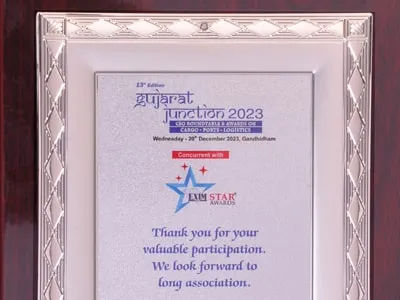 13th Edition
gujarat
junction 2023
CEO ROUNDTABLE & AWARDS ON
CARGO • PORTS • LOGISTICS
Wednesday - 20th December 2023, Gandhidham
Concurrent with
EXIM STAR®
AWARDS
Thank you for your
valuable participation.
We look forward to
long association.